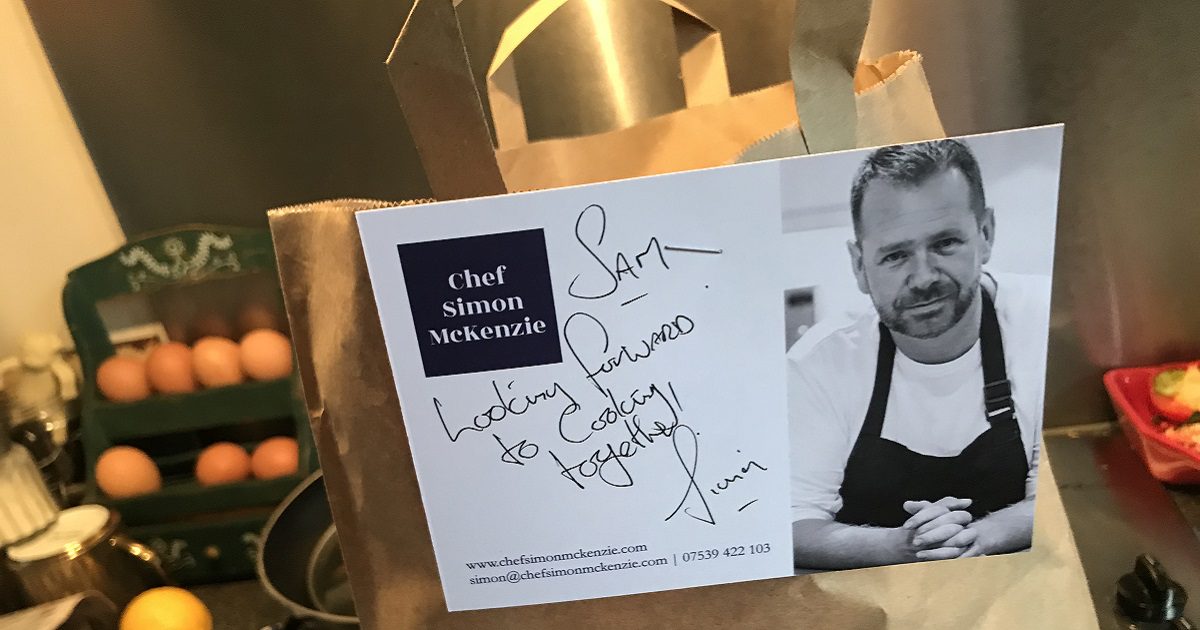 Chef
Simon
McKenzie
SAM
Looking forward
to Cooking
together!
Simon
www.chefsimonmckenzie.com
simon@chefsimonmckenzie.com | 07539 422 103